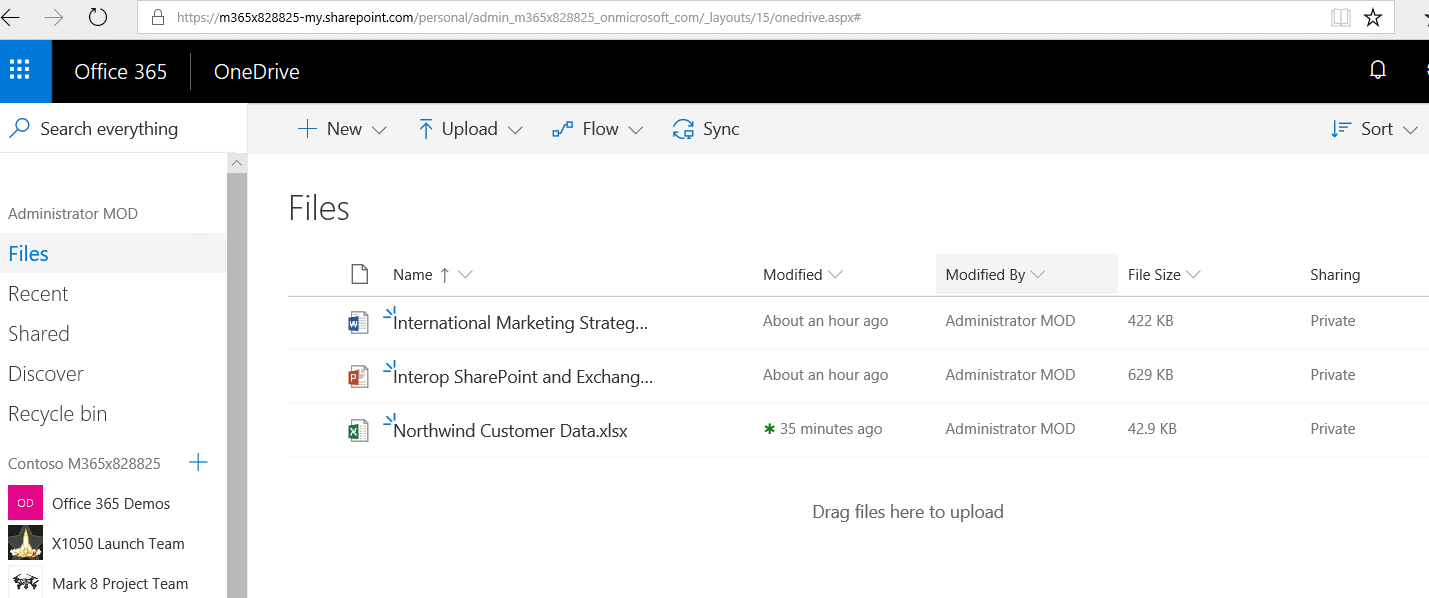 https://m365x828825-my.sharepoint.com/personal/admin_m365x828825_onmicrosoft_com/_layouts/15/onedrive.aspx#
Office 365 OneDrive
Search everything
New Upload Flow Sync Sort
Administrator MOD
Files
Recent
Shared
Discover
Recycle bin
Contoso M365x828825
OD Office 365 Demos
X1050 Launch Team
Mark 8 Project Team
Files
Name Modified Modified By File Size Sharing
International Marketing Strateg... About an hour ago Administrator MOD 422 KB Private
Interop SharePoint and Exchang... About an hour ago Administrator MOD 629 KB Private
Northwind Customer Data.xlsx 35 minutes ago Administrator MOD 42.9 KB Private
Drag files here to upload